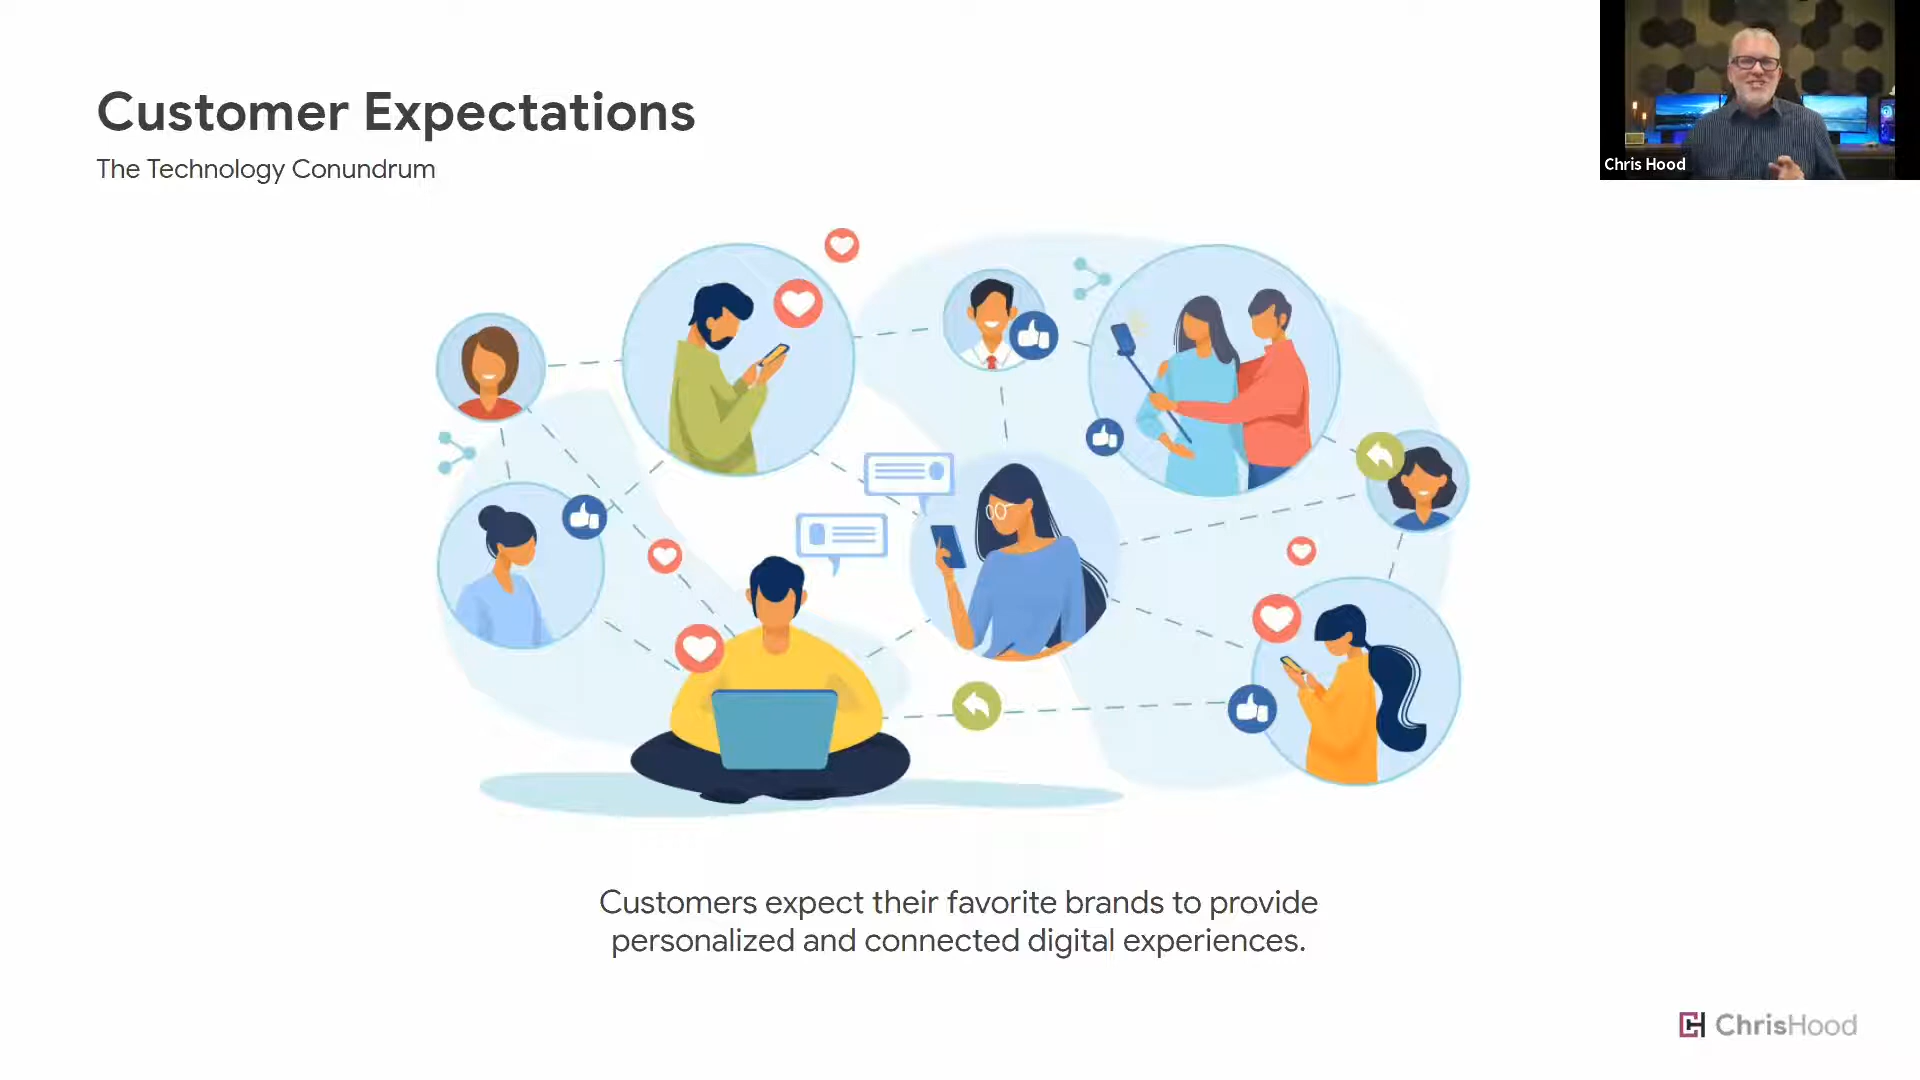 Customer Expectations
The Technology Conundrum
Chris Hood
Customers expect their favorite brands to provide
personalized and connected digital experiences.
ChrisHood